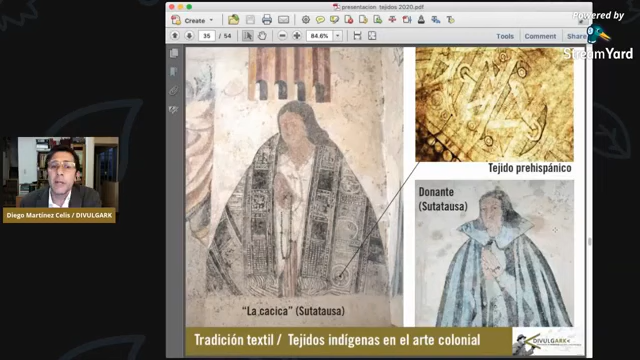 presentacion tejidos 2020.pdf
Create
35 / 54
84.6%
Tools
Comment
Share
Powered by
StreamYard
Tejido prehispánico
Donante
(Sutatausa)
Diego Martínez Celis / DIVULGARK
"La cacica" (Sutatausa)
Tradición textil / Tejidos indígenas en el arte colonial
DIVULGARK